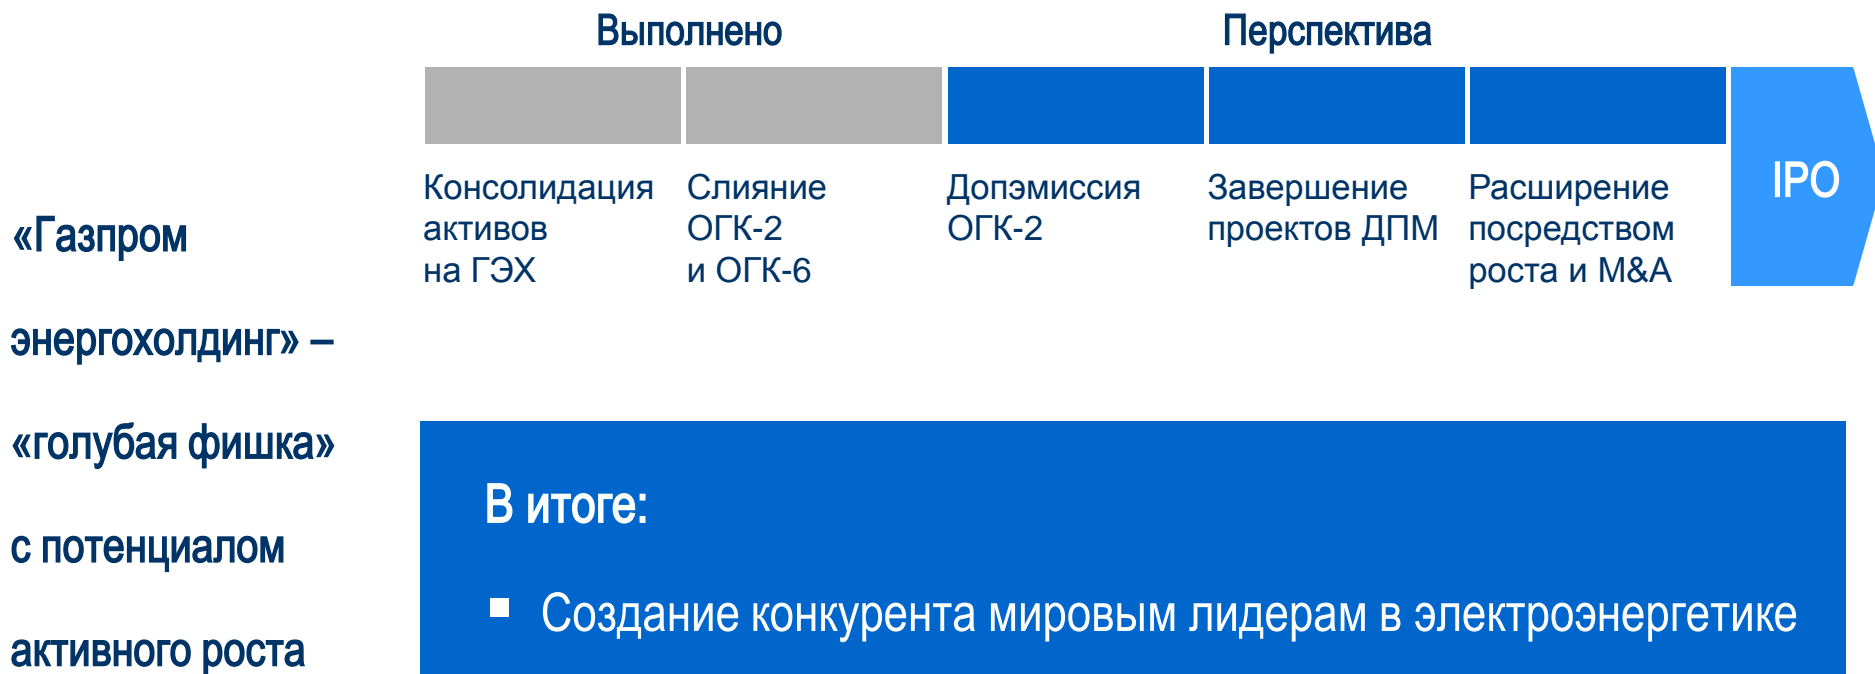 Выполнено
Перспектива
Консолидация
активов
на ГЭХ
Слияние
ОГК-2
и ОГК-6
Допэмиссия
ОГК-2
Завершение
проектов ДПМ
Расширение
посредством
роста и M&A
IPO
«Газпром
энергохолдинг» –
«голубая фишка»
с потенциалом
активного роста
В итоге:
▪ Создание конкурента мировым лидерам в электроэнергетике